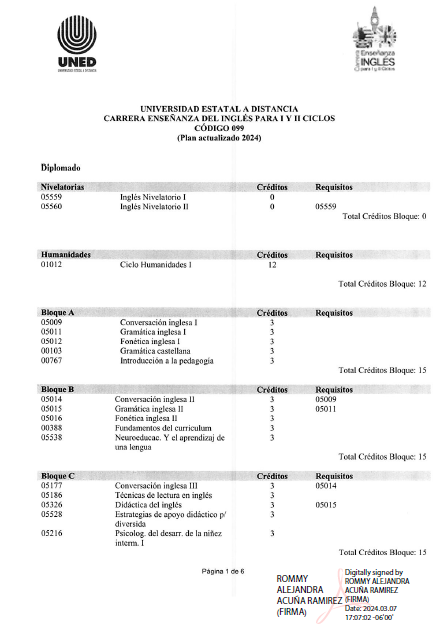 UNED
UNIVERSIDAD ESTATAL A DISTANCIA
Enseñanza
INGLÉS
para I y II Ciclos
UNIVERSIDAD ESTATAL A DISTANCIA
CARRERA ENSEÑANZA DEL INGLÉS PARA I Y II CICLOS
CÓDIGO 099
(Plan actualizado 2024)
Diplomado
Nivelatorias Créditos Requisitos
05559 Inglés Nivelatorio I 0
05560 Inglés Nivelatorio II 0 05559
Total Créditos Bloque: 0
Humanidades Créditos
01012 Ciclo Humanidades I 12
Total Créditos Bloque: 12
Bloque A Créditos Requisitos
05009 Conversación inglesa I 3
05011 Gramática inglesa I 3
05012 Fonética inglesa I 3
00103 Gramática castellana 3
00767 Introducción a la pedagogía 3
Total Créditos Bloque: 15
Bloque B Créditos Requisitos
05014 Conversación inglesa II 3 05009
05015 Gramática inglesa II 3 05011
05016 Fonética inglesa II 3
00388 Fundamentos del curriculum 3
05538 Neuroeducac. Y el aprendizaj de 3
una lengua
Total Créditos Bloque: 15
Bloque C Créditos Requisitos
05177 Conversación inglesa III 3 05014
05186 Técnicas de lectura en inglés 3
05326 Didáctica del inglés 3 05015
05528 Estrategias de apoyo didáctico p/ 3
diversida
05216 Psicolog. del desarr. de la niñez 3
interm. I
Total Créditos Bloque: 15
Página 1 de 6
ROMMY
ALEJANDRA
ACUÑA RAMIREZ
(FIRMA)
Digitally signed by
ROMMY ALEJANDRA
ACUÑA RAMIREZ
(FIRMA)
Date: 2024.03.07
17:07:02 -06'00'